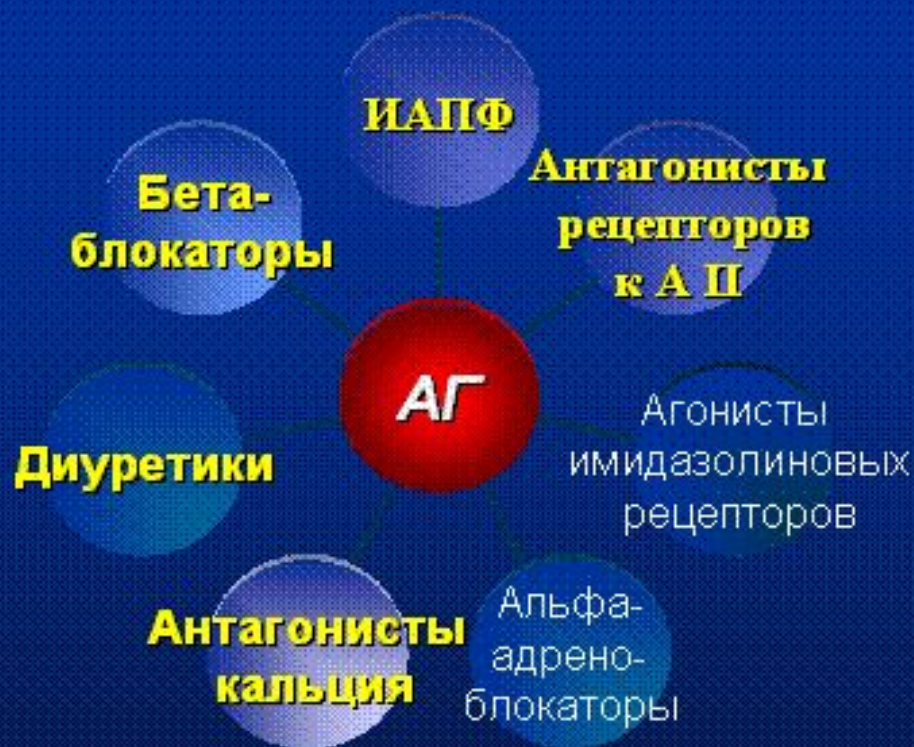 ИАПФ
Бета-
блокаторы
Антагонисты
рецепторов
к А II
АГ
Диуретики
Агонисты
имидазолиновых
рецепторов
Антагонисты
кальция
Альфа-
адрено-
блокаторы